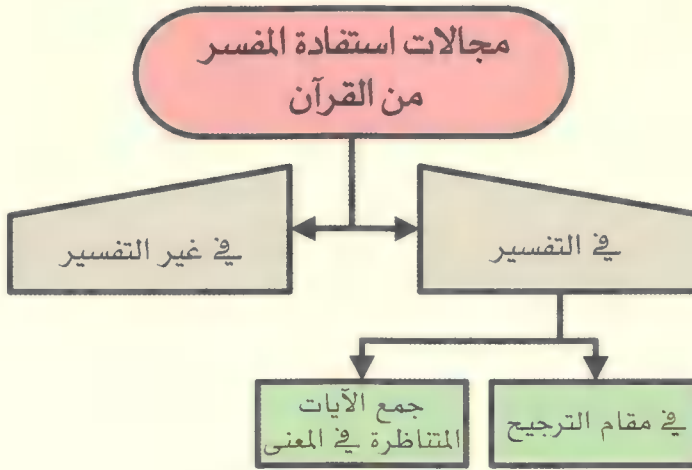 مجالات استفادة المفسر
من القرآن
في التفسير
في غير التفسير
في مقام الترجيح
جمع الآيات
المتناظرة في المعنى